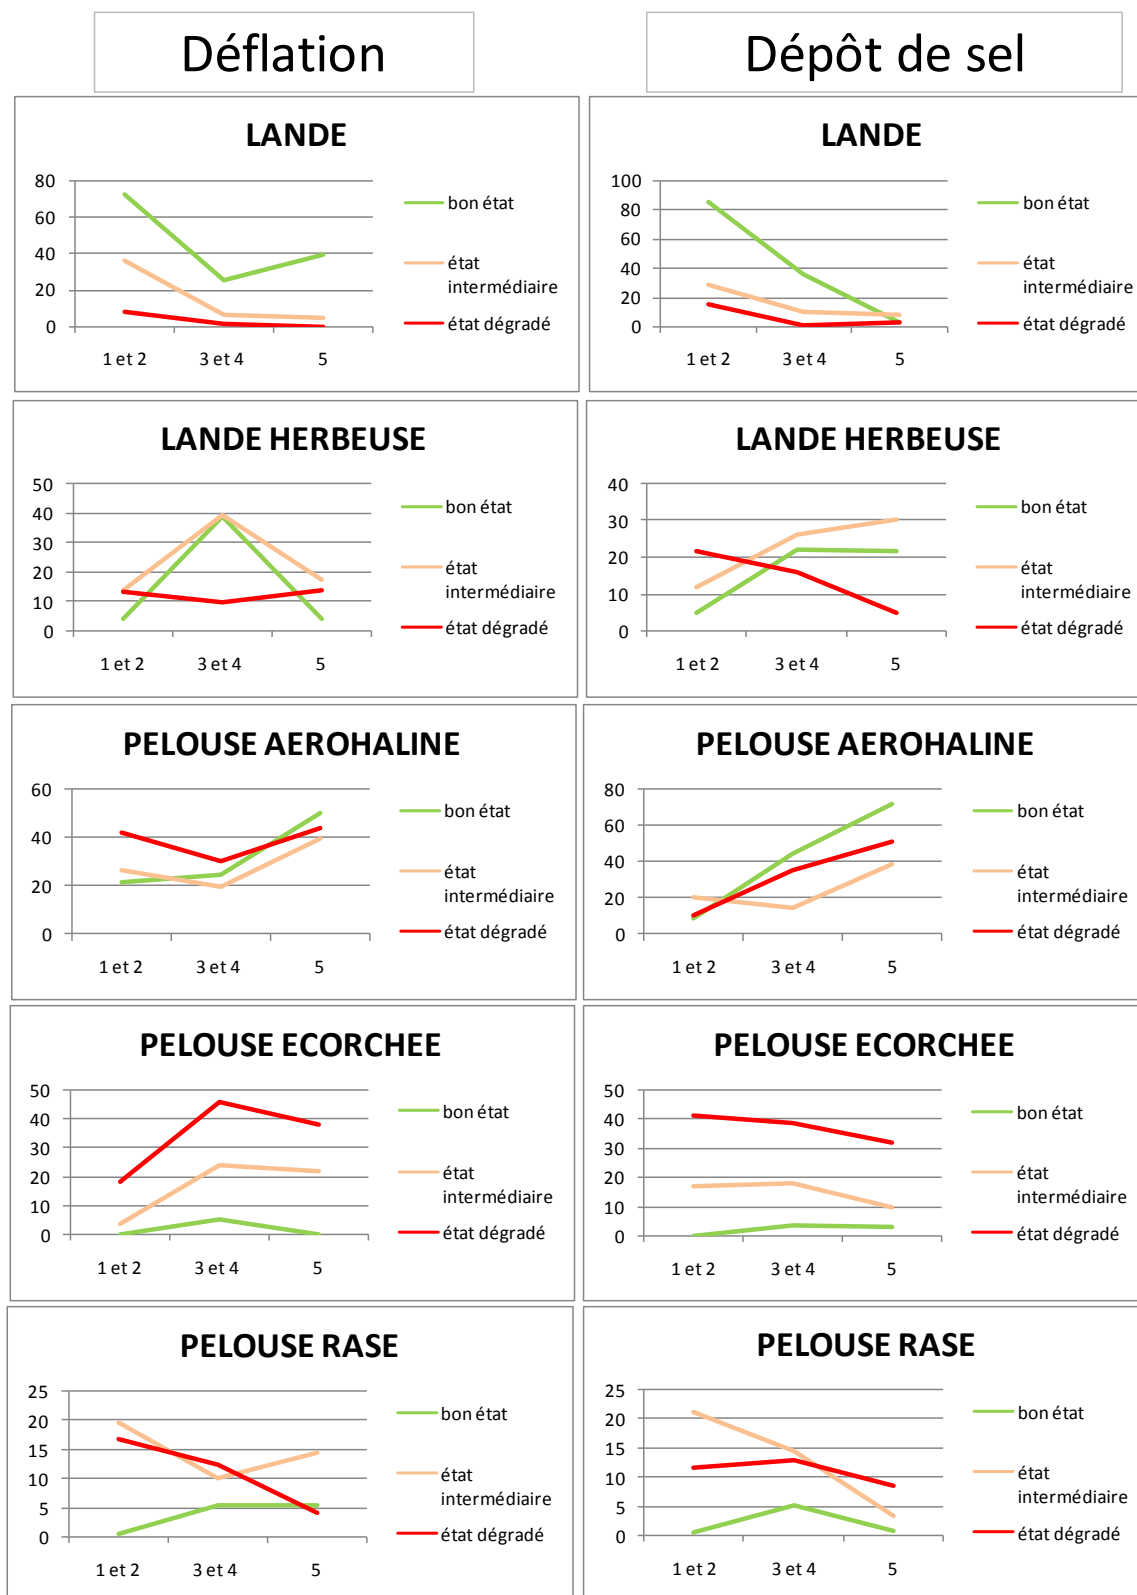 Déflation
Dépôt de sel
LANDE
80
60
40
20
0
1 et 2
3 et 4
5
bon état
état
intermédiaire
état dégradé
LANDE
100
80
60
40
20
0
1 et 2
3 et 4
5
bon état
état
intermédiaire
état dégradé
LANDE HERBEUSE
50
40
30
20
10
0
1 et 2
3 et 4
5
bon état
état
intermédiaire
état dégradé
LANDE HERBEUSE
40
30
20
10
0
1 et 2
3 et 4
5
bon état
état
intermédiaire
état dégradé
PELOUSE AEROHALINE
60
40
20
0
1 et 2
3 et 4
5
bon état
état
intermédiaire
état dégradé
PELOUSE AEROHALINE
80
60
40
20
0
1 et 2
3 et 4
5
bon état
état
intermédiaire
état dégradé
PELOUSE ECORCHEE
50
40
30
20
10
0
1 et 2
3 et 4
5
bon état
état
intermédiaire
état dégradé
PELOUSE ECORCHEE
50
40
30
20
10
0
1 et 2
3 et 4
5
bon état
état
intermédiaire
état dégradé
PELOUSE RASE
25
20
15
10
5
0
1 et 2
3 et 4
5
bon état
état
intermédiaire
état dégradé
PELOUSE RASE
25
20
15
10
5
0
1 et 2
3 et 4
5
bon état
état
intermédiaire
état dégradé